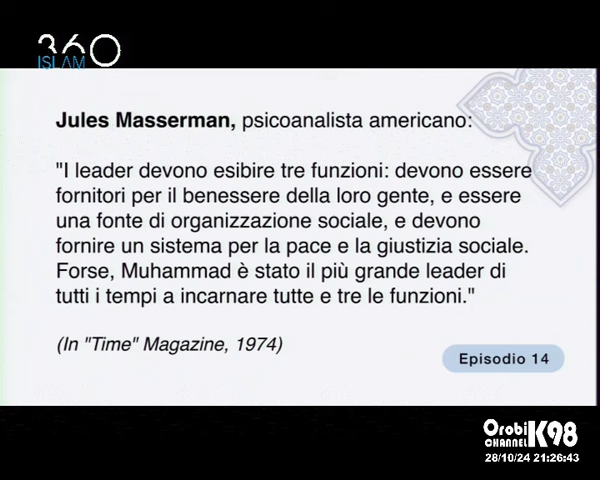 360
ISLAM
Jules Masserman, psicoanalista americano:
"I leader devono esibire tre funzioni: devono essere
fornitori per il benessere della loro gente, e essere
una fonte di organizzazione sociale, e devono
fornire un sistema per la pace e la giustizia sociale.
Forse, Muhammad è stato il più grande leader di
tutti i tempi a incarnare tutte e tre le funzioni."
(In "Time" Magazine, 1974)
Episodio 14
Orobi
CHANNEL K98
28/10/24 21:26:43